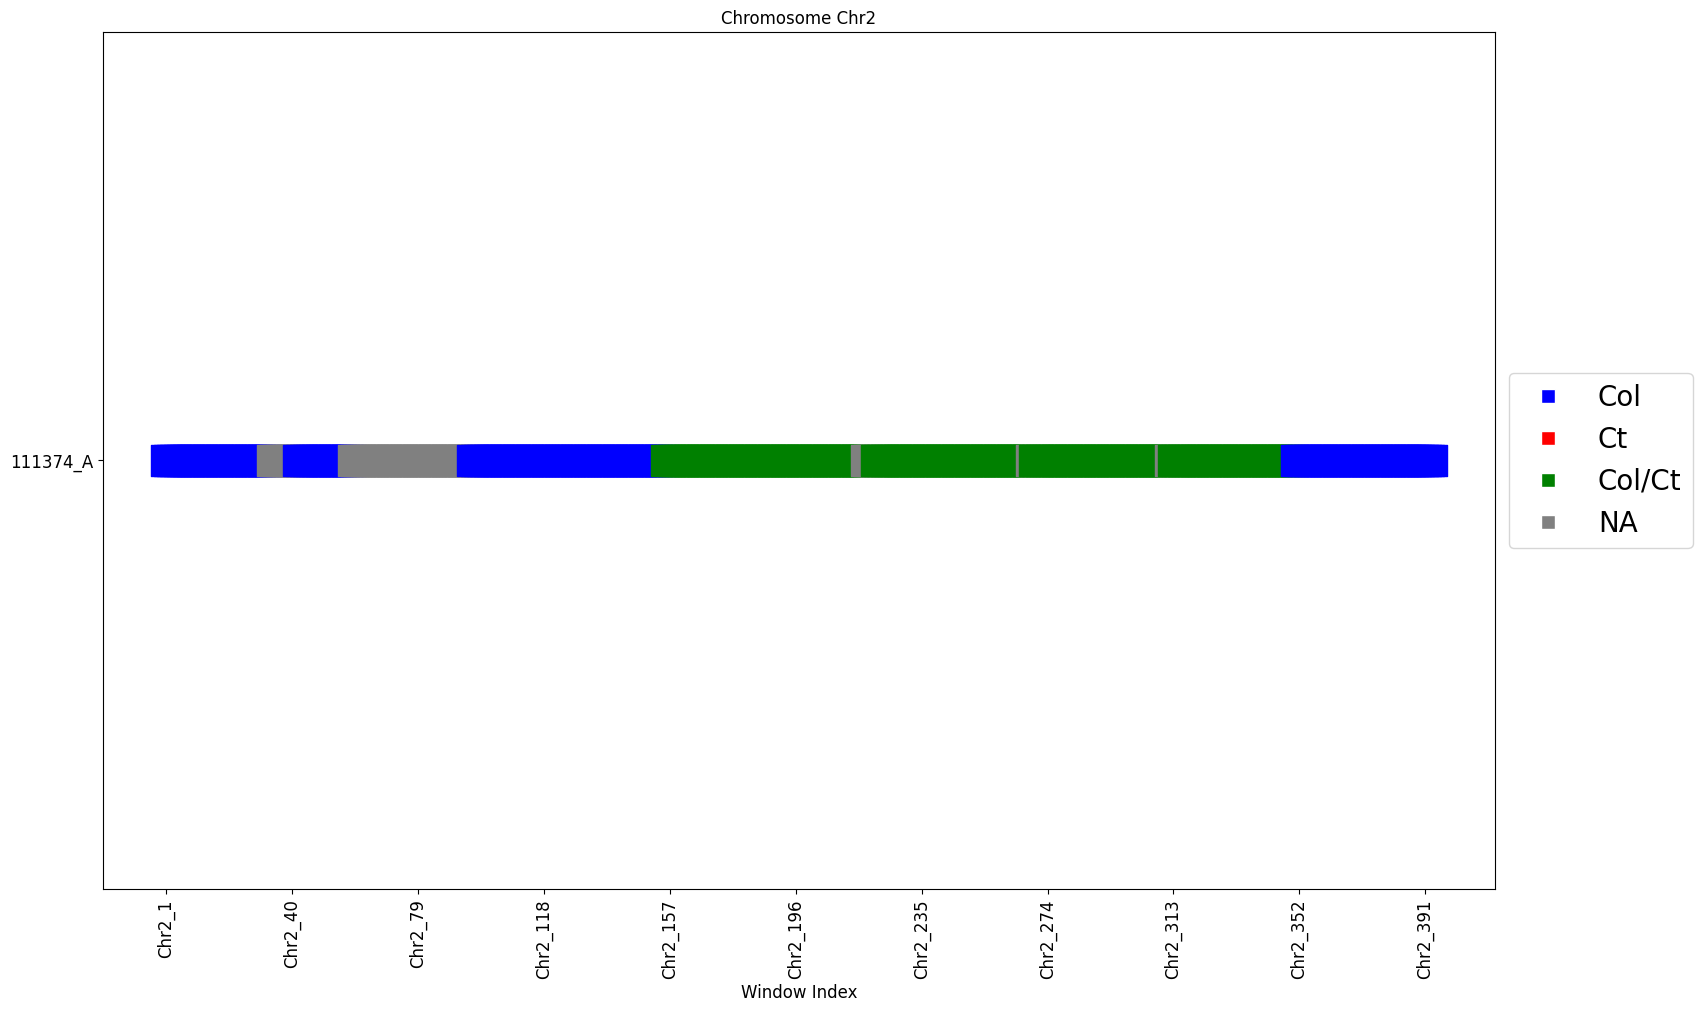 Chromosome Chr2
111374_A
Col
Ct
Col/Ct
NA
Chr2_1
Chr2_40
Chr2_79
Chr2_118
Chr2_157
Chr2_196
Chr2_235
Chr2_274
Chr2_313
Chr2_352
Chr2_391
Window Index